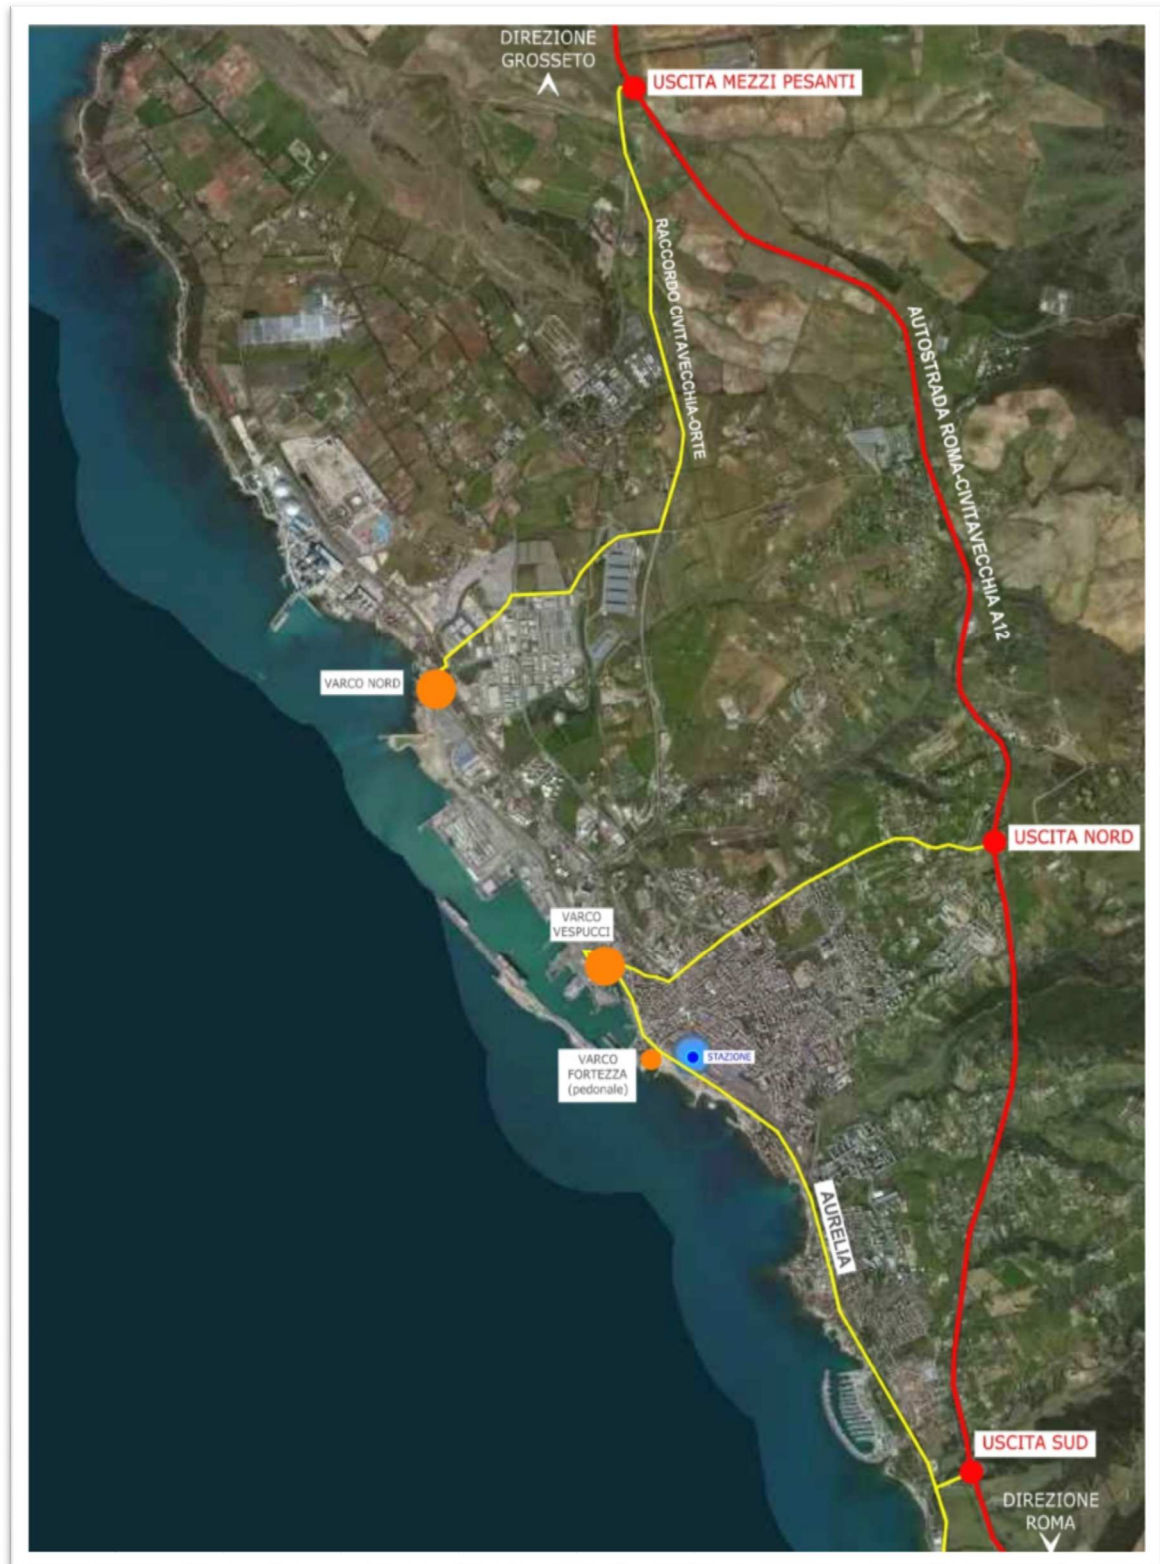 DIREZIONE
GROSSETO
USCITA MEZZI PESANTI
RACCORDO CIVITAVECCHIA-ORTE
AUTOSTRADA ROMA-CIVITAVECCHIA A12
VARCO NORD
USCITA NORD
VARCO
VESPUCCI
VARCO
FORTEZZA
(pedonale)
STAZIONE
AURELIA
USCITA SUD
DIREZIONE
ROMA